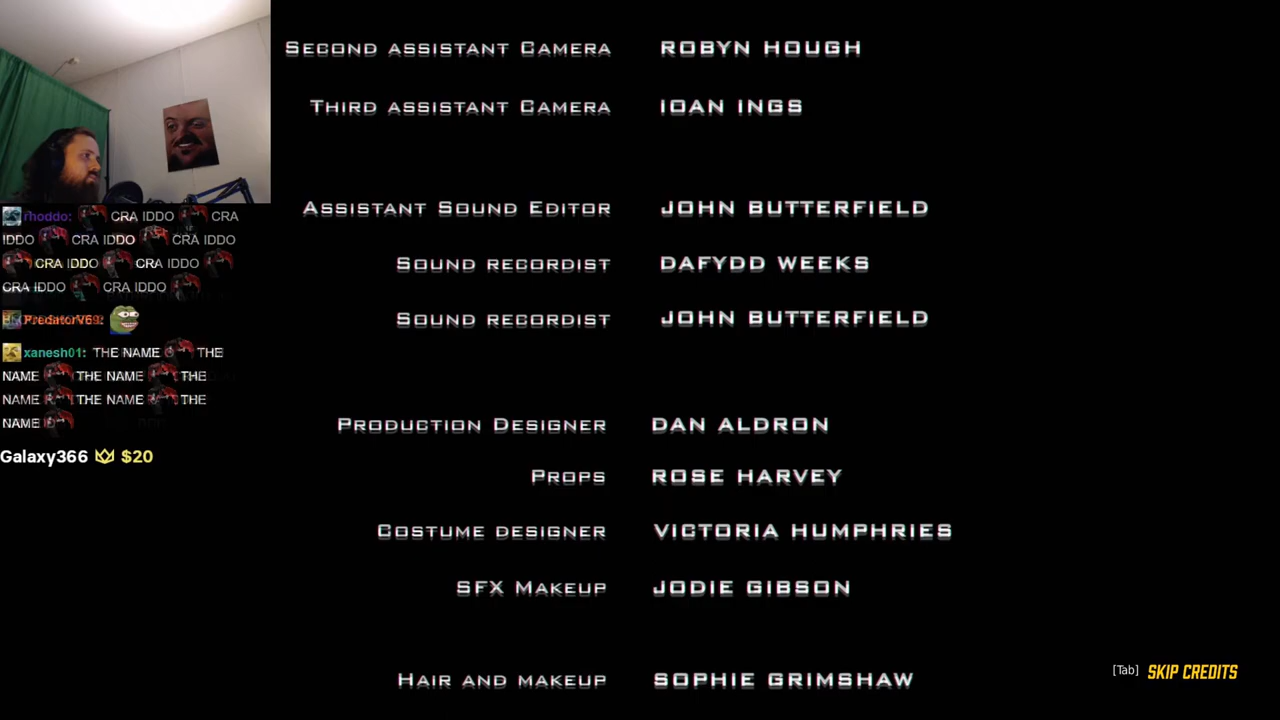 SECOND ASSISTANT CAMERA ROBYN HOUGH
THIRD ASSISTANT CAMERA IOAN INGS
ASSISTANT SOUND EDITOR JOHN BUTTERFIELD
SOUND RECORDIST DAFYDD WEEKS
SOUND RECORDIST JOHN BUTTERFIELD
PRODUCTION DESIGNER DAN ALDRON
PROPS ROSE HARVEY
COSTUME DESIGNER VICTORIA HUMPHRIES
SFX MAKEUP JODIE GIBSON
HAIR AND MAKEUP SOPHIE GRIMSHAW
rhoddo: CRA IDDO CRA
IDDO CRA IDDO CRA IDDO
CRA IDDO CRA IDDO
CRA IDDO CRA IDDO
PredatorV69:
xanesh01: THE NAME THE
NAME THE NAME THE
NAME THE NAME THE
NAME
Galaxy366 $20
[Tab] SKIP CREDITS